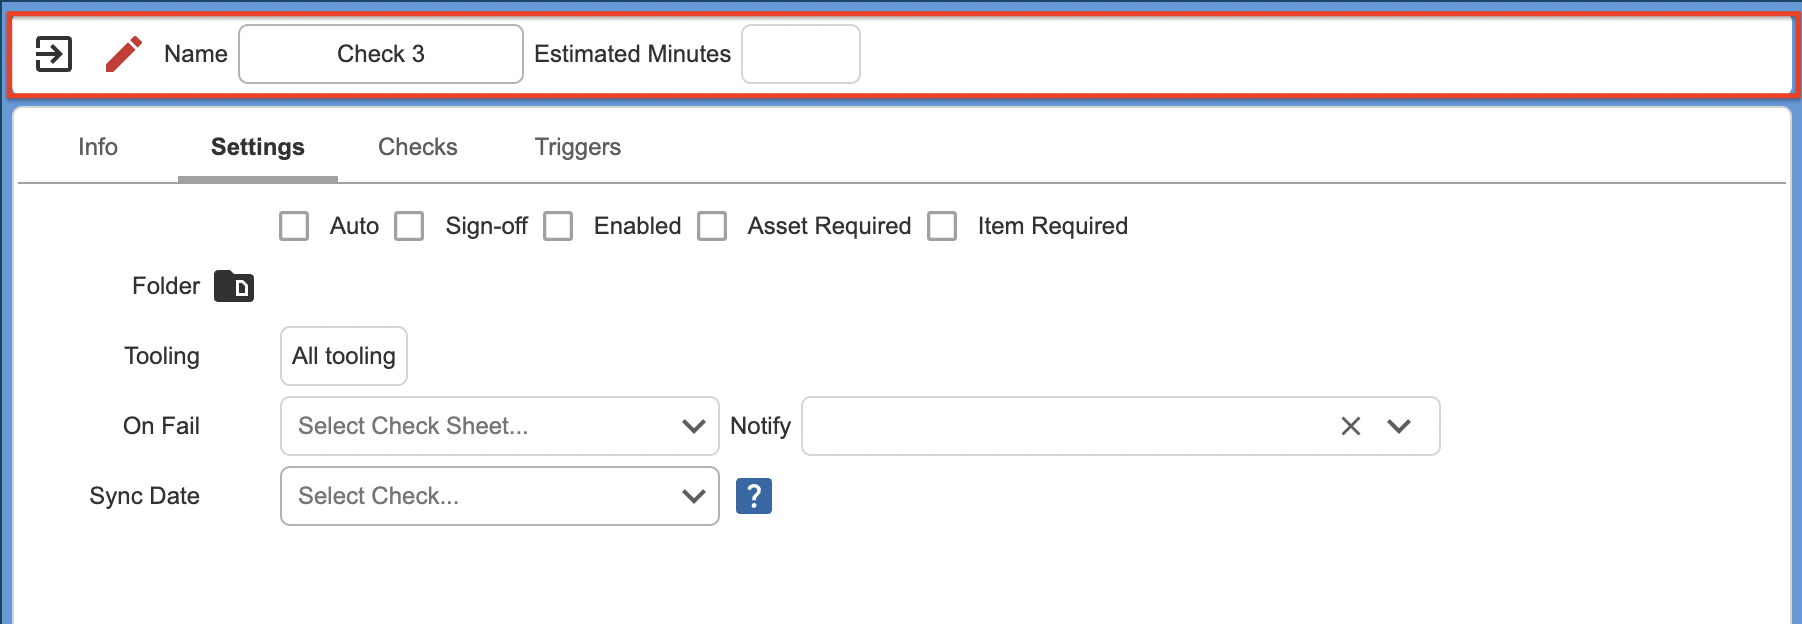 Name Check 3 Estimated Minutes
Info Settings Checks Triggers
Auto Sign-off Enabled Asset Required Item Required
Folder
Tooling All tooling
On Fail Select Check Sheet... Notify
Sync Date Select Check... ?